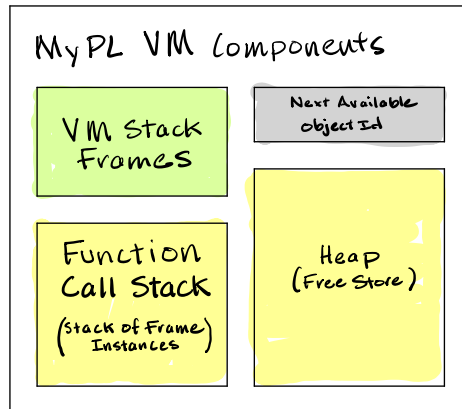 MyPL VM Components
VM Stack
Frames
Next Available
Object Id
Function
Call Stack
(Stack of Frame
Instances)
Heap
(Free Store)